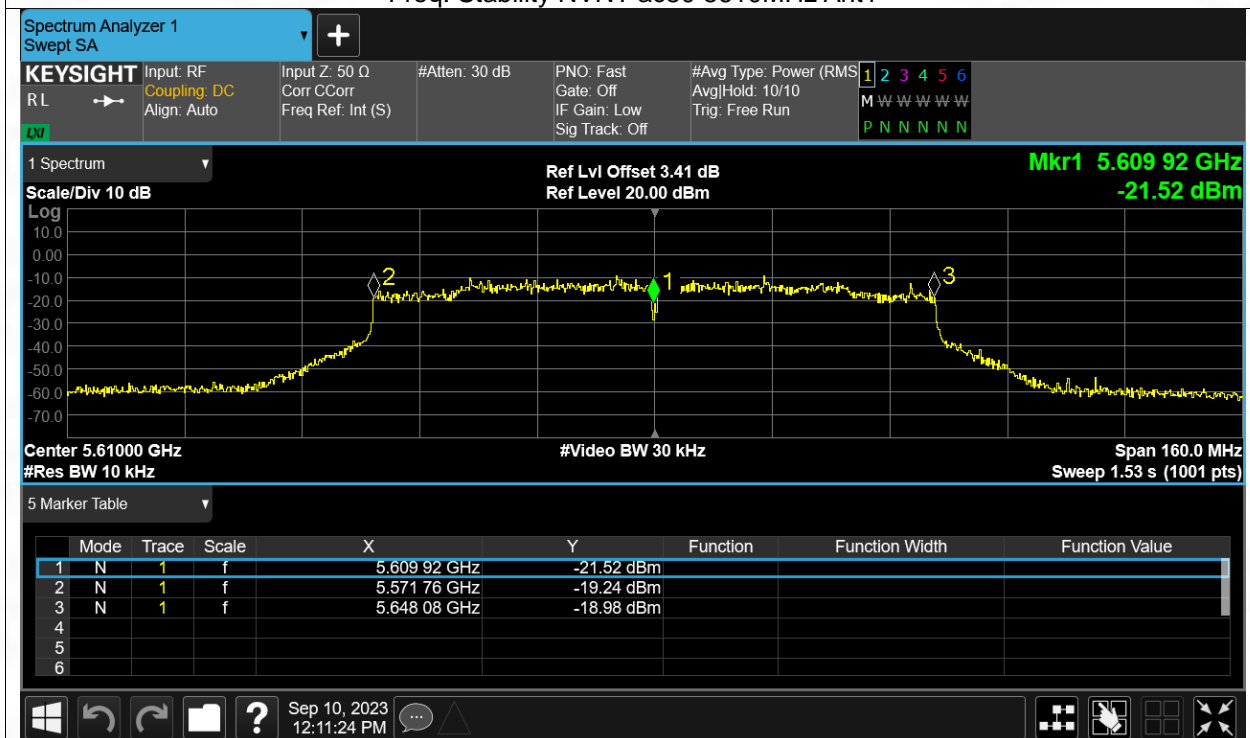 Freq. Stability NVNT ac80 5610MHz Ant1
Spectrum Analyzer 1
Swept SA
KEYSIGHT
RL
LXI
Input: RF
Coupling: DC
Align: Auto
Input Z: 50 Ω
Corr CCorr
Freq Ref: Int (S)
#Atten: 30 dB
PNO: Fast
Gate: Off
IF Gain: Low
Sig Track: Off
#Avg Type: Power (RMS
Avg|Hold: 10/10
Trig: Free Run
1 2 3 4 5 6
M W W W W W
P N N N N N
1 Spectrum
Scale/Div 10 dB
Ref Lvl Offset 3.41 dB
Ref Level 20.00 dBm
Mkr1 5.609 92 GHz
-21.52 dBm
Log
10.0
0.00
-10.0
-20.0
-30.0
-40.0
-50.0
-60.0
-70.0
2
1
3
Center 5.61000 GHz
#Video BW 30 kHz
Span 160.0 MHz
#Res BW 10 kHz
Sweep 1.53 s (1001 pts)
5 Marker Table
Mode Trace Scale X Y Function Function Width Function Value
1 N 1 f 5.609 92 GHz -21.52 dBm
2 N 1 f 5.571 76 GHz -19.24 dBm
3 N 1 f 5.648 08 GHz -18.98 dBm
4
5
6
?
Sep 10, 2023
12:11:24 PM